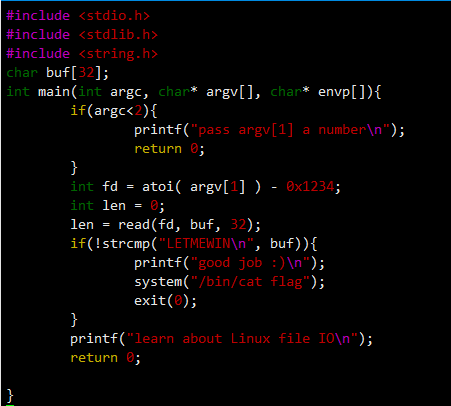 #include <stdio.h>
#include <stdlib.h>
#include <string.h>
char buf[32];
int main(int argc, char* argv[], char* envp[]){
        if(argc<2){
                printf("pass argv[1] a number\n");
                return 0;
        }
        int fd = atoi( argv[1] ) - 0x1234;
        int len = 0;
        len = read(fd, buf, 32);
        if(!strcmp("LETMEWIN\n", buf)){
                printf("good job :)\n");
                system("/bin/cat flag");
                exit(0);
        }
        printf("learn about Linux file IO\n");
        return 0;

}